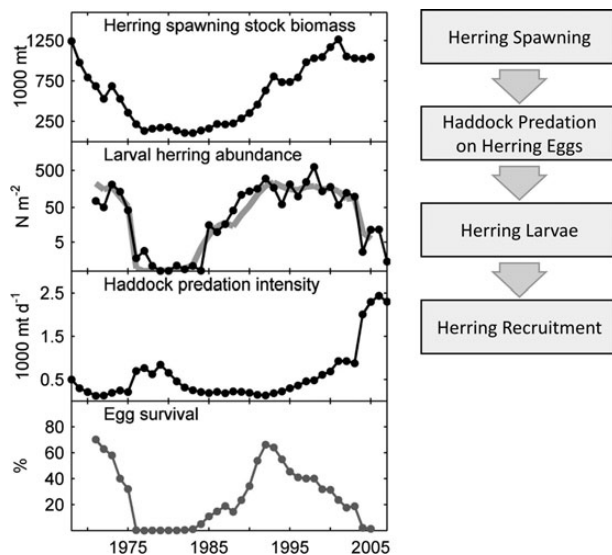 Herring spawning stock biomass
1000 mt
1250
750
250
Larval herring abundance
N m⁻²
500
50
5
Haddock predation intensity
1000 mt d⁻¹
2.5
1.5
0.5
Egg survival
%
80
60
40
20
0
1975 1985 1995 2005
Herring Spawning
Haddock Predation
on Herring Eggs
Herring Larvae
Herring Recruitment